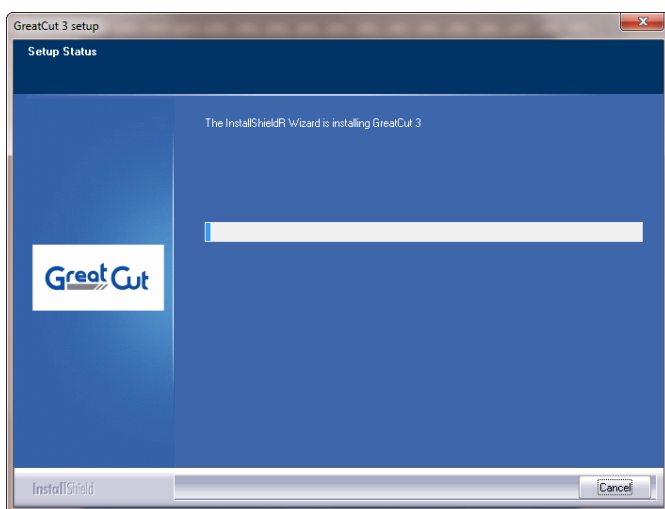 GreatCut 3 setup
x
Setup Status
The InstallShieldR Wizard is installing GreatCut 3
Great Cut
InstallShield
Cancel